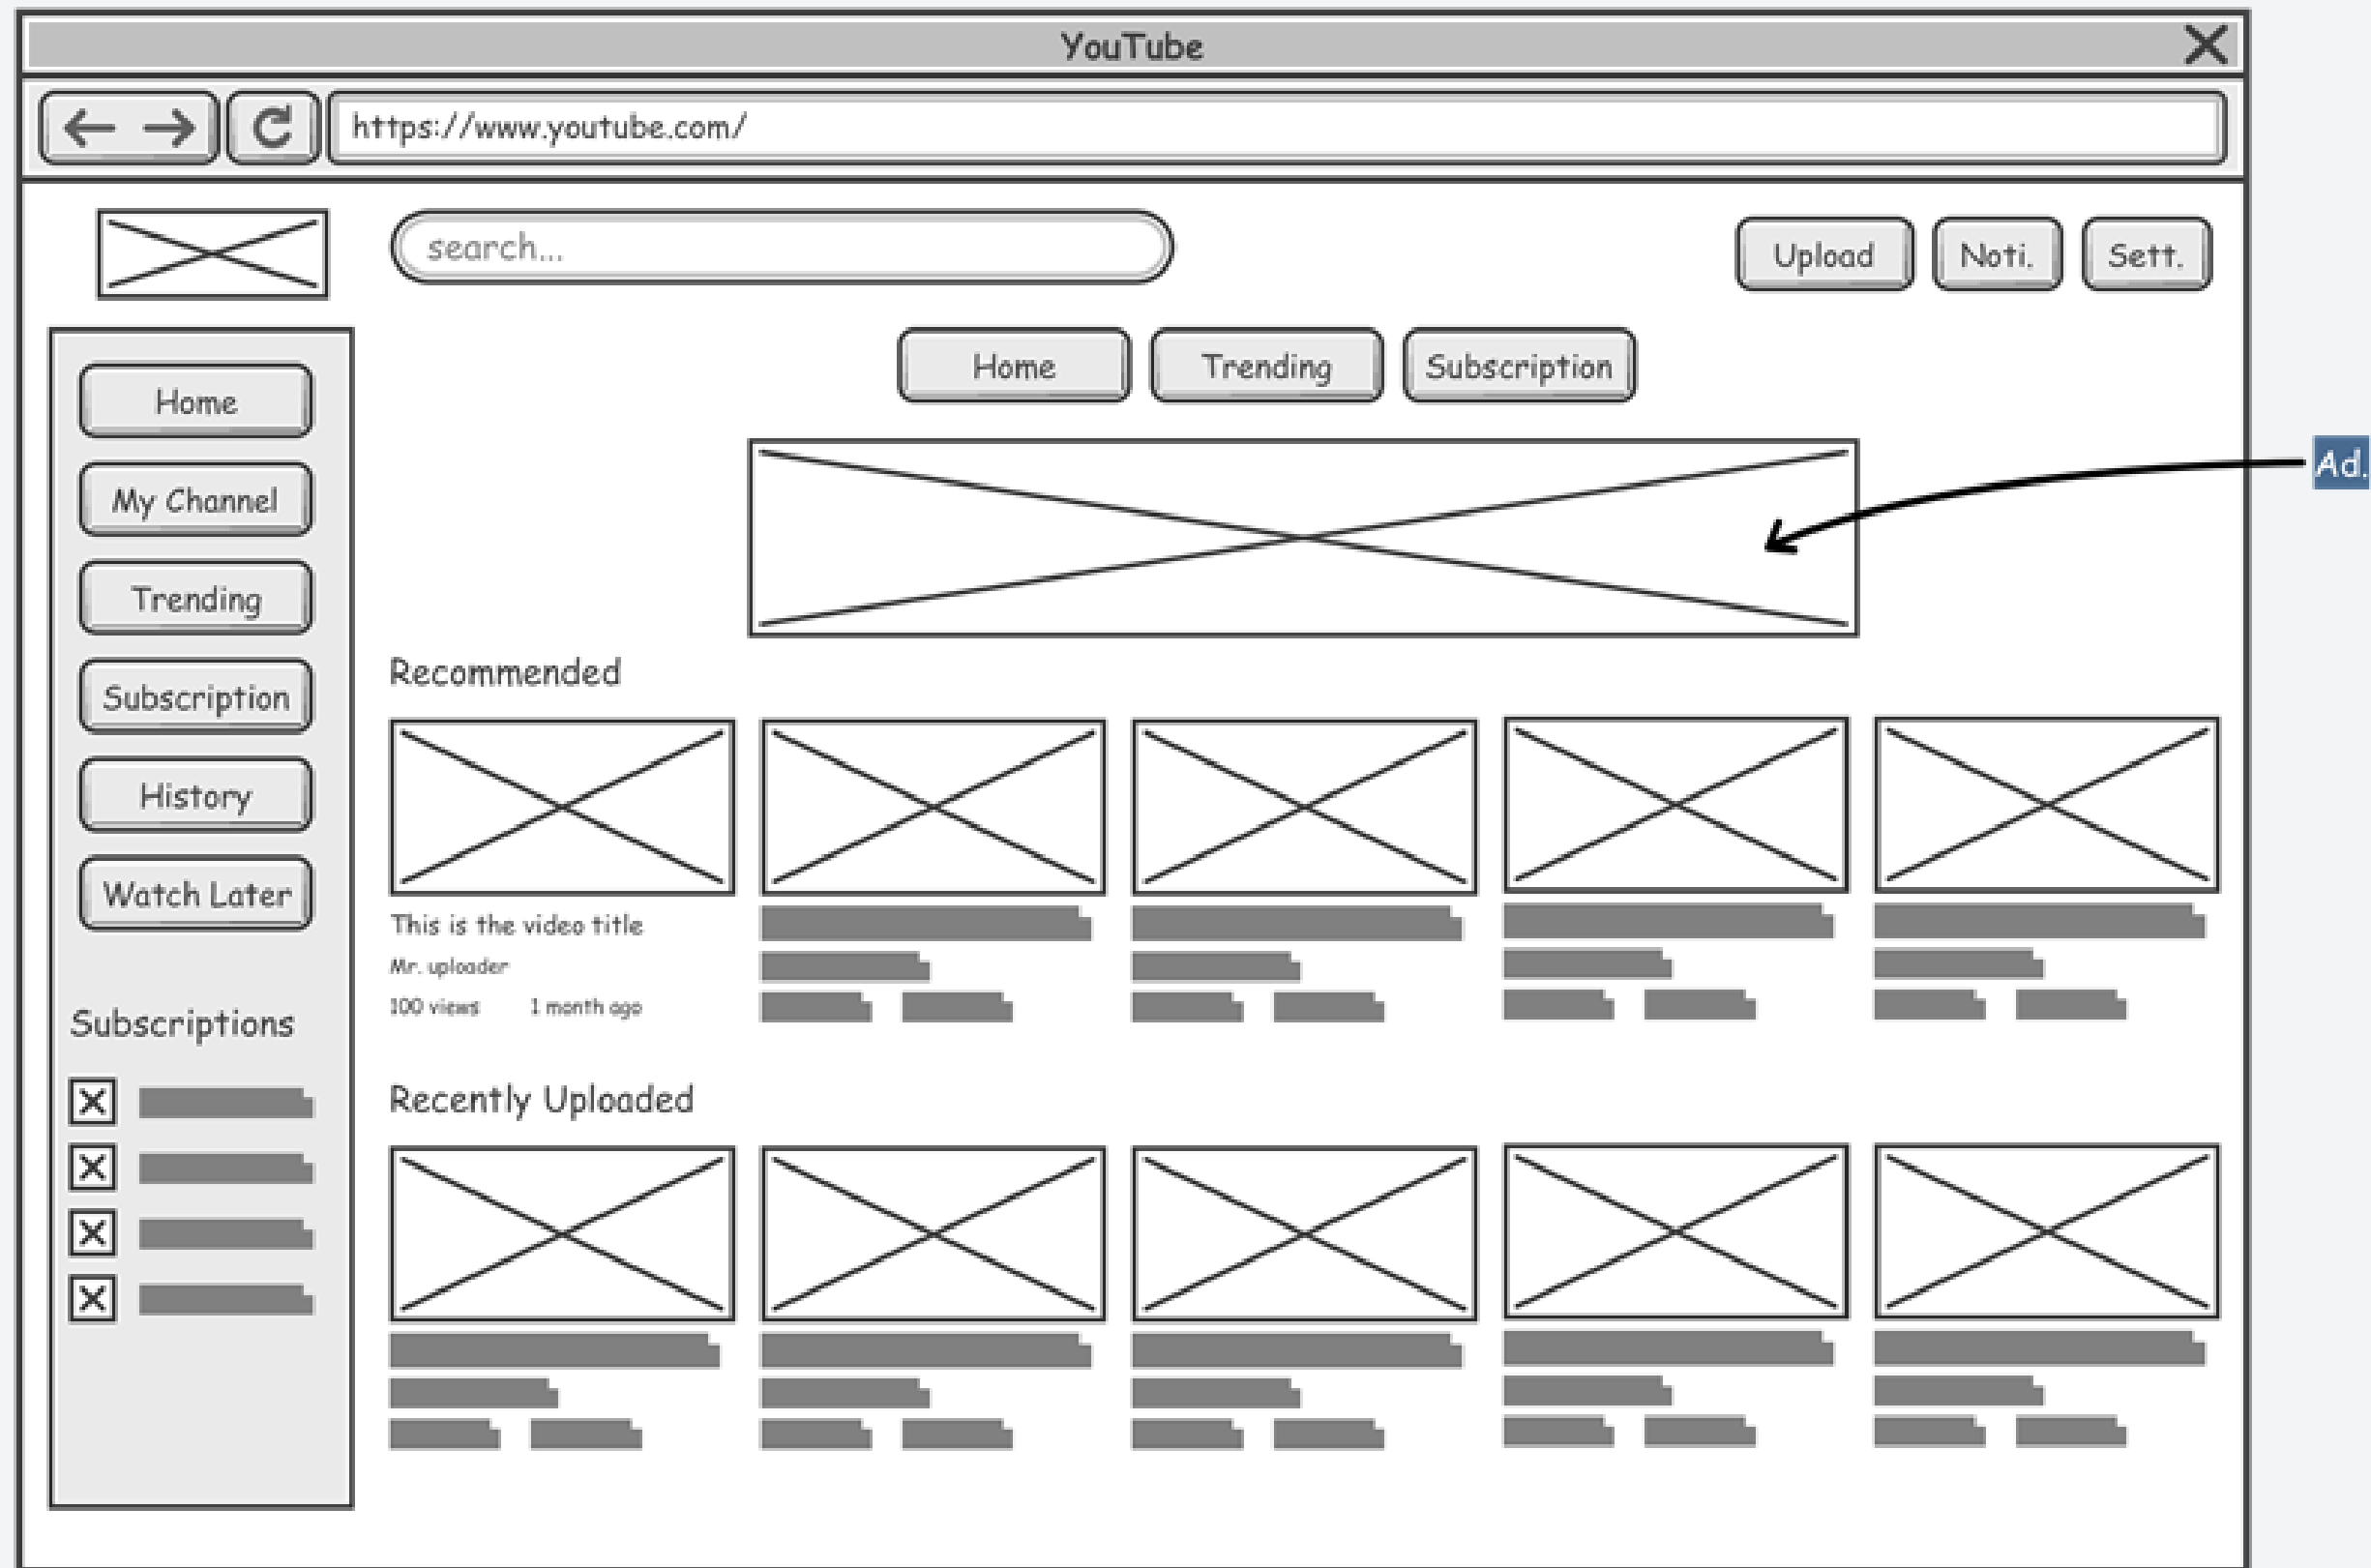 YouTube
https://www.youtube.com/
search...
Upload Noti. Sett.
Home Trending Subscription
Ad.
Home
My Channel
Trending
Subscription
History
Watch Later
Subscriptions
Recommended
This is the video title
Mr. uploader
100 views 1 month ago
Recently Uploaded